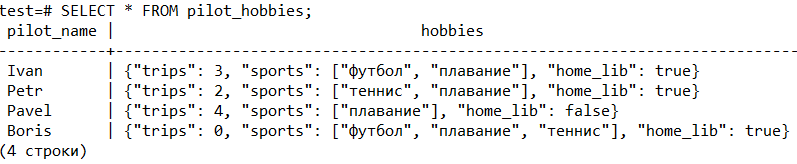 test=# SELECT * FROM pilot_hobbies;
 pilot_name |                                hobbies
------------+-----------------------------------------------------------------------
 Ivan       | {"trips": 3, "sports": ["футбол", "плавание"], "home_lib": true}
 Petr       | {"trips": 2, "sports": ["теннис", "плавание"], "home_lib": true}
 Pavel      | {"trips": 4, "sports": ["плавание"], "home_lib": false}
 Boris      | {"trips": 0, "sports": ["футбол", "плавание", "теннис"], "home_lib": true}
(4 строки)